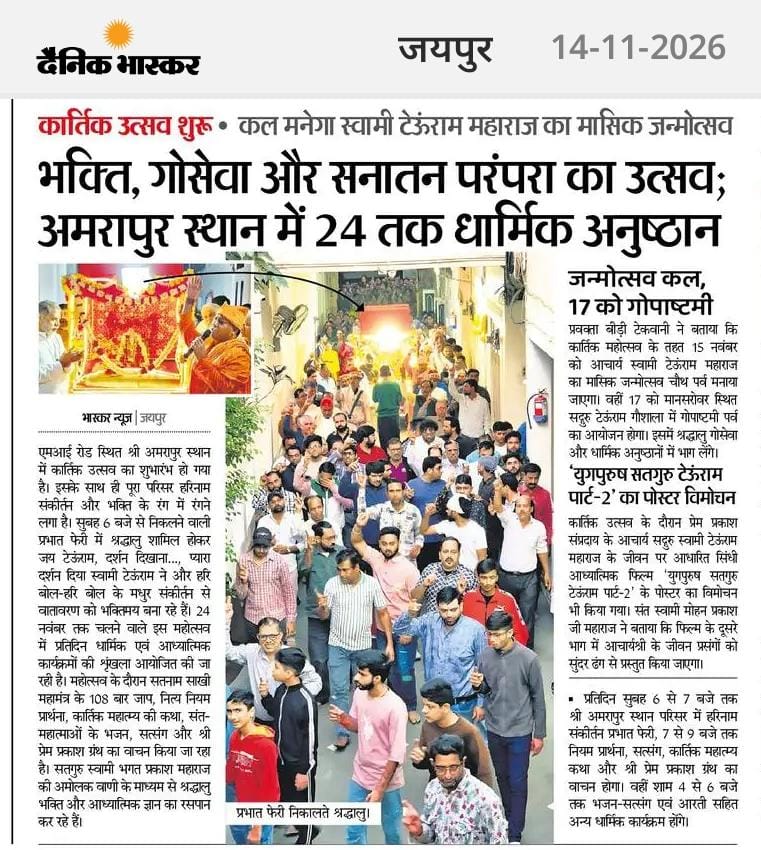 दैनिक भास्कर
जयपुर 14-11-2026
कार्तिक उत्सव शुरू • कल मनेगा स्वामी टेऊंराम महाराज का मासिक जन्मोत्सव
भक्ति, गोसेवा और सनातन परंपरा का उत्सव;
अमरापुर स्थान में 24 तक धार्मिक अनुष्ठान
भास्कर न्यूज | जयपुर
एमआई रोड स्थित श्री अमरापुर स्थान
में कार्तिक उत्सव का शुभारंभ हो गया
है। इसके साथ ही पूरा परिसर हरिनाम
संकीर्तन और भक्ति के रंग में रंगने
लगा है। सुबह 6 बजे से निकलने वाली
प्रभात फेरी में श्रद्धालु शामिल होकर
जय टेऊंराम, दर्शन दिखाना..., प्यारा
दर्शन दिया स्वामी टेऊंराम ने और हरि
बोल-हरि बोल के मधुर संकीर्तन से
वातावरण को भक्तिमय बना रहे हैं। 24
नवंबर तक चलने वाले इस महोत्सव
में प्रतिदिन धार्मिक एवं आध्यात्मिक
कार्यक्रमों की शृंखला आयोजित की जा
रही है। महोत्सव के दौरान सतनाम साखी
महामंत्र के 108 बार जाप, नित्य नियम
प्रार्थना, कार्तिक महात्म्य की कथा, संत-
महात्माओं के भजन, सत्संग और श्री
प्रेम प्रकाश ग्रंथ का वाचन किया जा रहा
है। सतगुरु स्वामी भगत प्रकाश महाराज
की अमोलक वाणी के माध्यम से श्रद्धालु
भक्ति और आध्यात्मिक ज्ञान का रसपान
कर रहे हैं।
प्रभात फेरी निकालते श्रद्धालु।
जन्मोत्सव कल,
17 को गोपाष्टमी
प्रवक्ता बीड़ी टेकवानी ने बताया कि
कार्तिक महोत्सव के तहत 15 नवंबर
को आचार्य स्वामी टेऊंराम महाराज
का मासिक जन्मोत्सव चौथ पर्व मनाया
जाएगा। वहीं 17 को मानसरोवर स्थित
सद्गुरु टेऊंराम गौशाला में गोपाष्टमी पर्व
का आयोजन होगा। इसमें श्रद्धालु गोसेवा
और धार्मिक अनुष्ठानों में भाग लेंगे।
'युगपुरुष सतगुरु टेऊंराम
पार्ट-2' का पोस्टर विमोचन
कार्तिक उत्सव के दौरान प्रेम प्रकाश
संप्रदाय के आचार्य सद्गुरु स्वामी टेऊंराम
महाराज के जीवन पर आधारित सिंधी
आध्यात्मिक फिल्म 'युगपुरुष सतगुरु
टेऊंराम पार्ट-2' के पोस्टर का विमोचन
भी किया गया। संत स्वामी मोहन प्रकाश
जी महाराज ने बताया कि फिल्म के दूसरे
भाग में आचार्यश्री के जीवन प्रसंगों को
सुंदर ढंग से प्रस्तुत किया जाएगा।
▪ प्रतिदिन सुबह 6 से 7 बजे तक
श्री अमरापुर स्थान परिसर में हरिनाम
संकीर्तन प्रभात फेरी, 7 से 9 बजे तक
नियम प्रार्थना, सत्संग, कार्तिक महात्म्य
कथा और श्री प्रेम प्रकाश ग्रंथ का
वाचन होगा। वहीं शाम 4 से 6 बजे
तक भजन-सत्संग एवं आरती सहित
अन्य धार्मिक कार्यक्रम होंगे।